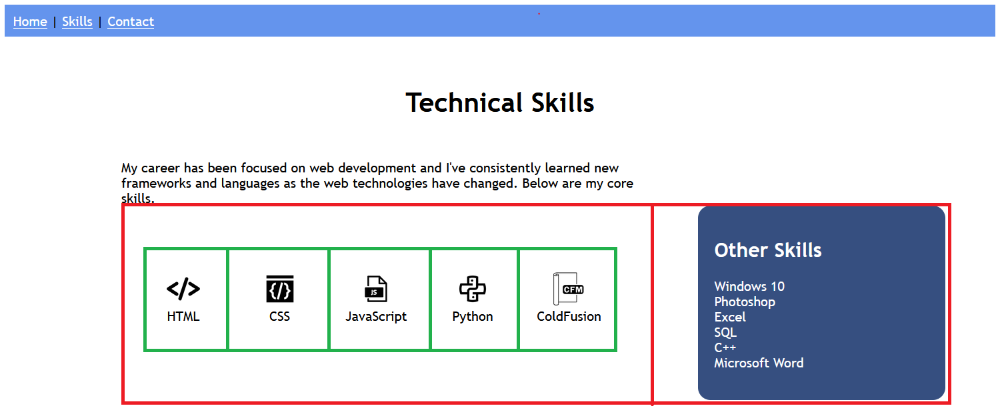 Home | Skills | Contact
Technical Skills
My career has been focused on web development and I've consistently learned new
frameworks and languages as the web technologies have changed. Below are my core
skills.
</> {/} JS CFM
HTML CSS JavaScript Python ColdFusion
Other Skills
Windows 10
Photoshop
Excel
SQL
C++
Microsoft Word